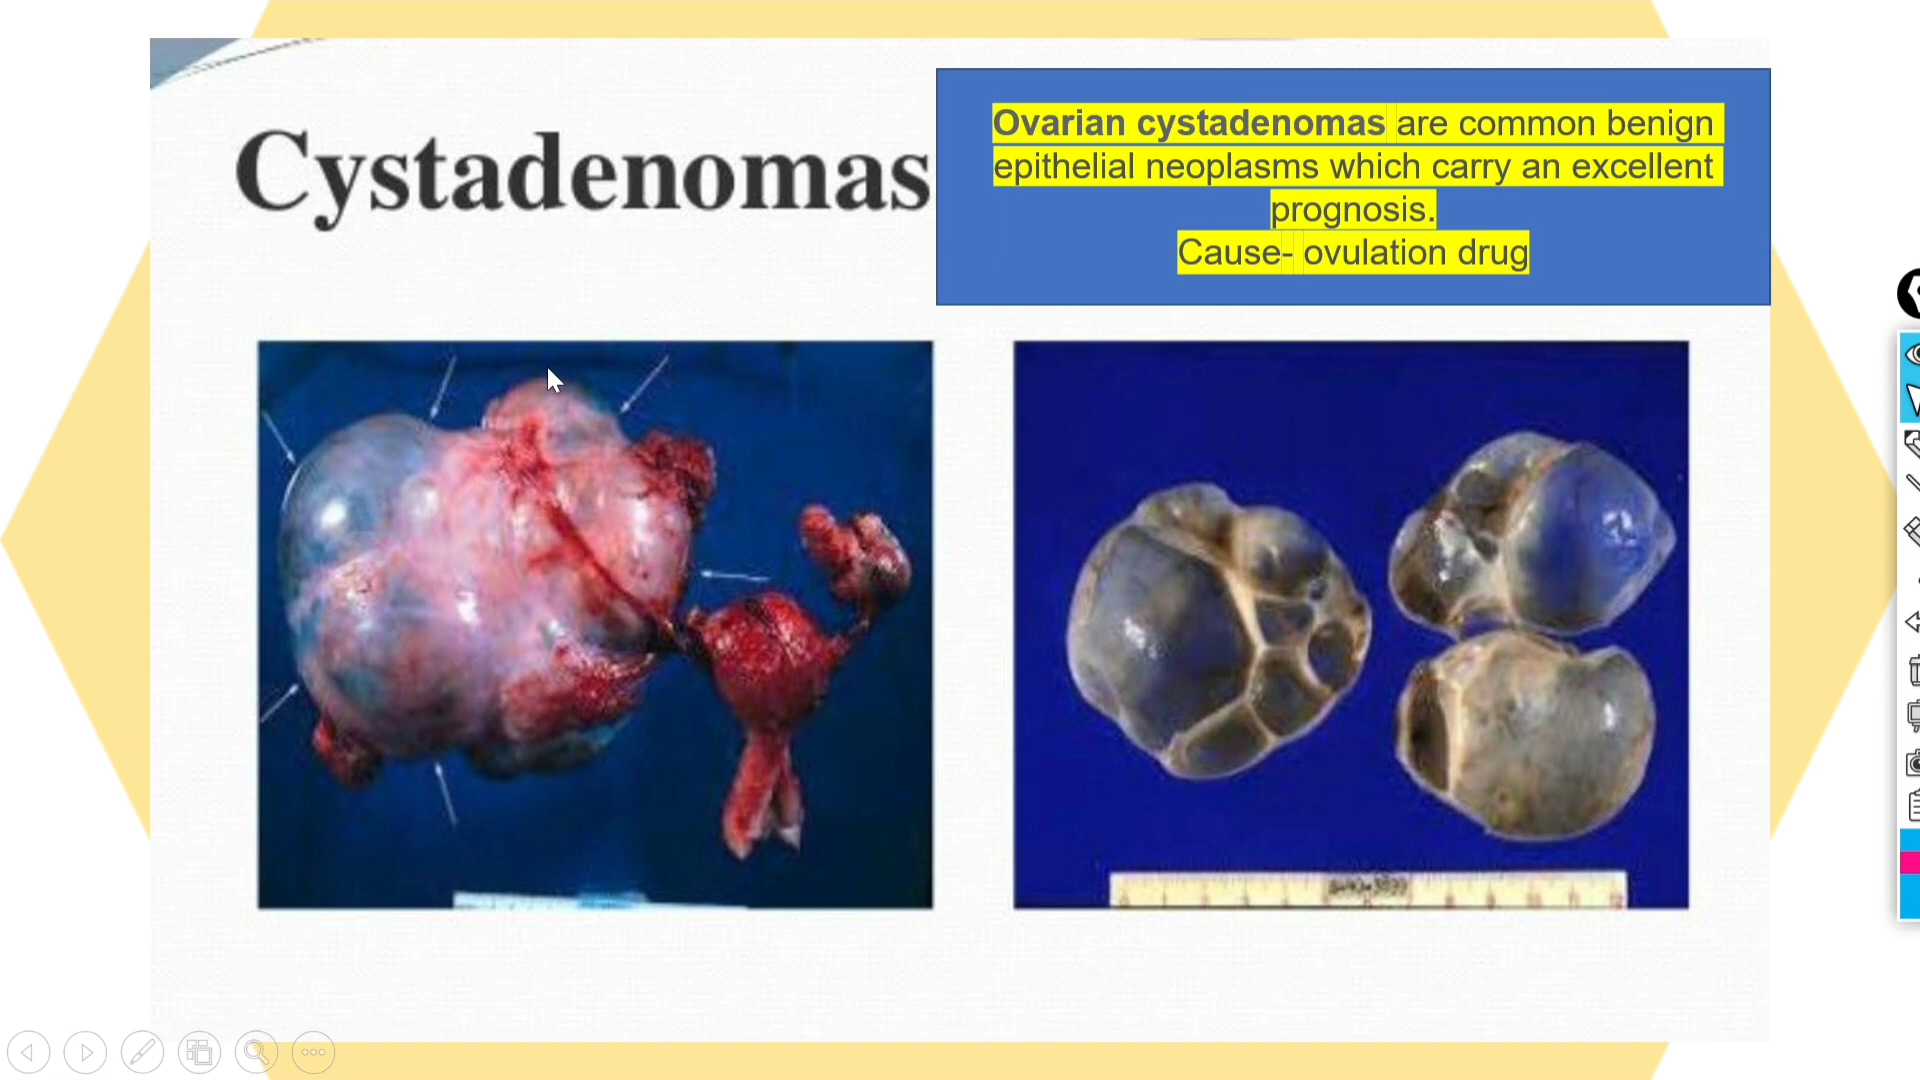 Cystadenomas
Ovarian cystadenomas are common benign
epithelial neoplasms which carry an excellent
prognosis.
Cause- ovulation drug